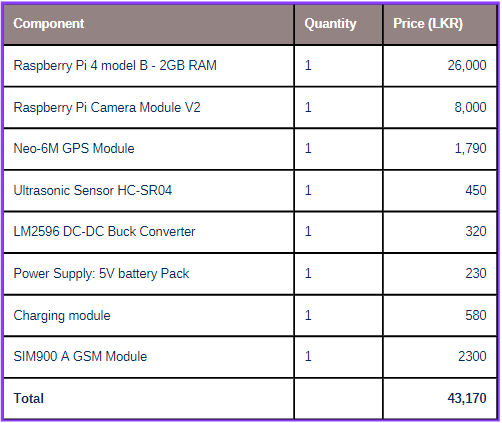 Component Quantity Price (LKR)
Raspberry Pi 4 model B - 2GB RAM 1 26,000
Raspberry Pi Camera Module V2 1 8,000
Neo-6M GPS Module 1 1,790
Ultrasonic Sensor HC-SR04 1 450
LM2596 DC-DC Buck Converter 1 320
Power Supply: 5V battery Pack 1 230
Charging module 1 580
SIM900 A GSM Module 1 2300
Total 43,170